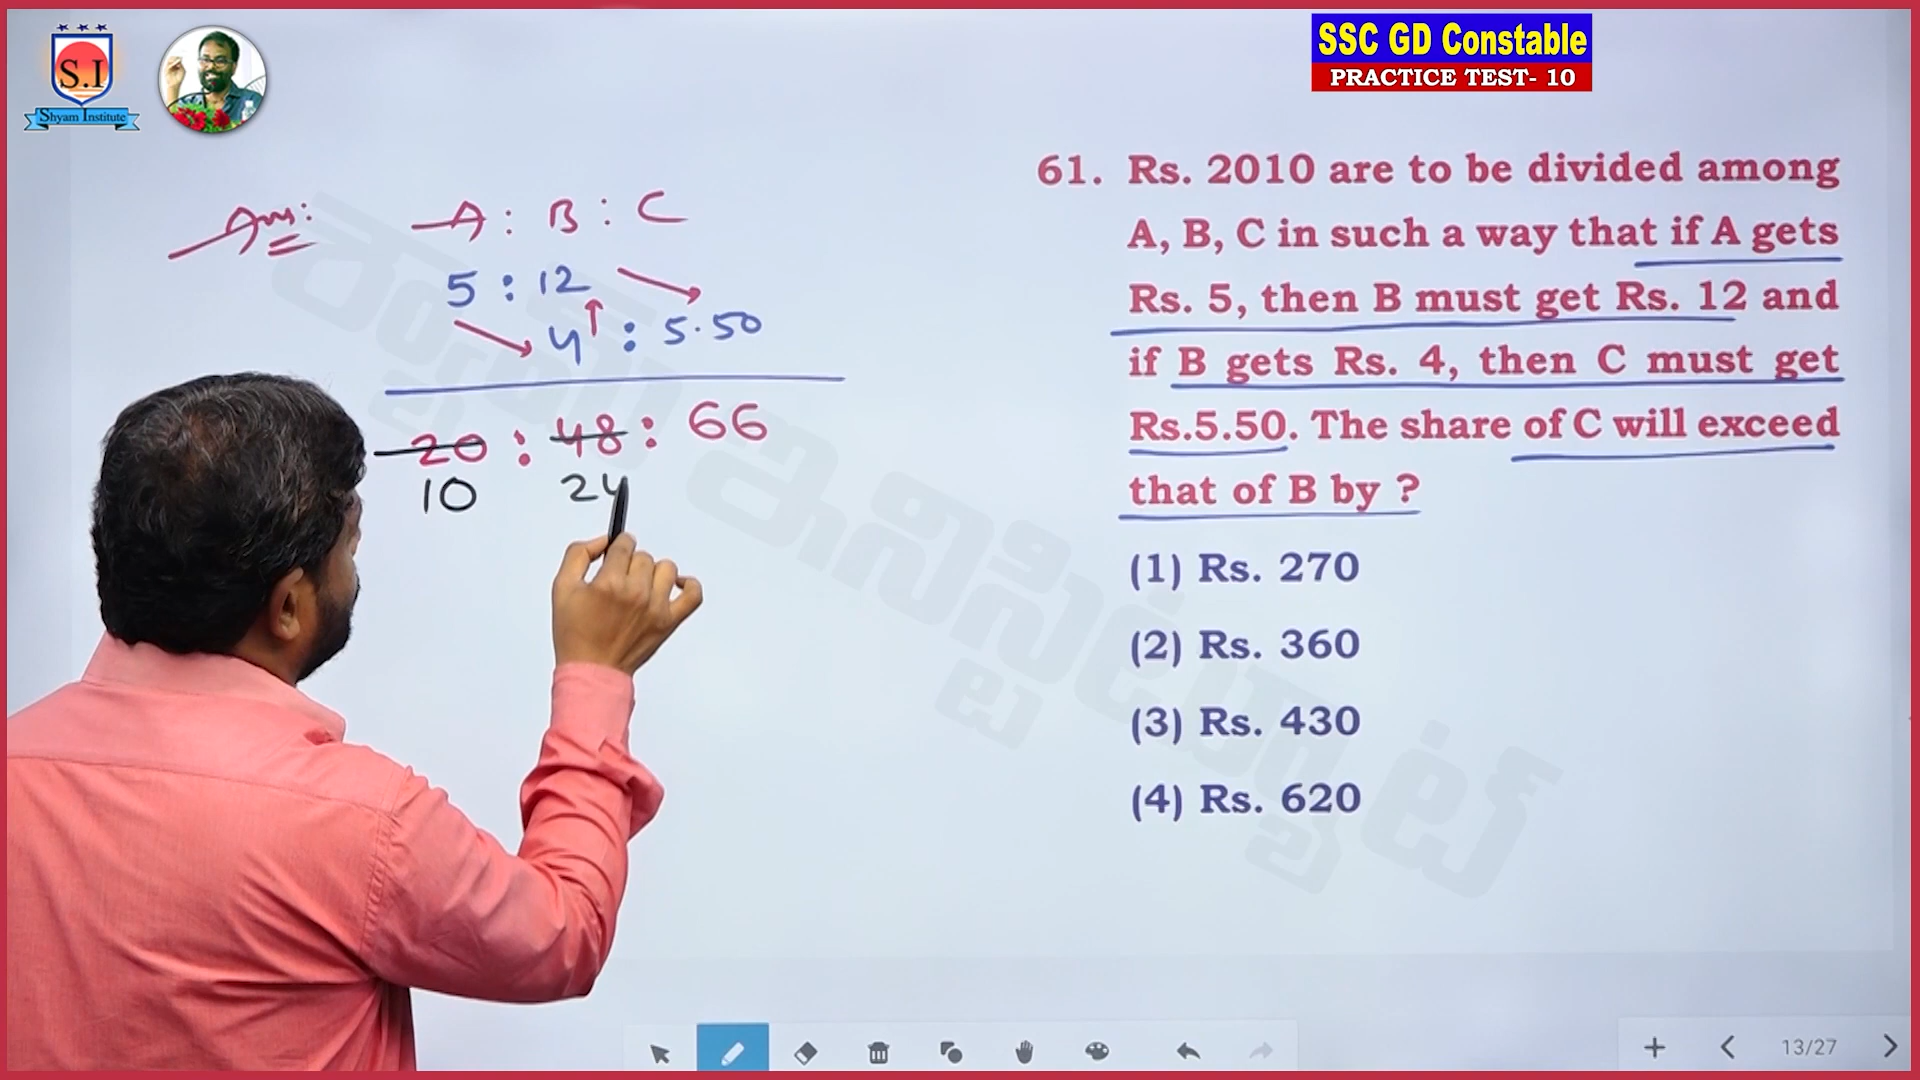 S.I
Shyam Institute
SSC GD Constable
PRACTICE TEST- 10
Ans:
A : B : C
5 : 12
4 : 5.50
20 : 48 : 66
10 24
61. Rs. 2010 are to be divided among
A, B, C in such a way that if A gets
Rs. 5, then B must get Rs. 12 and
if B gets Rs. 4, then C must get
Rs.5.50. The share of C will exceed
that of B by ?
(1) Rs. 270
(2) Rs. 360
(3) Rs. 430
(4) Rs. 620
13/27